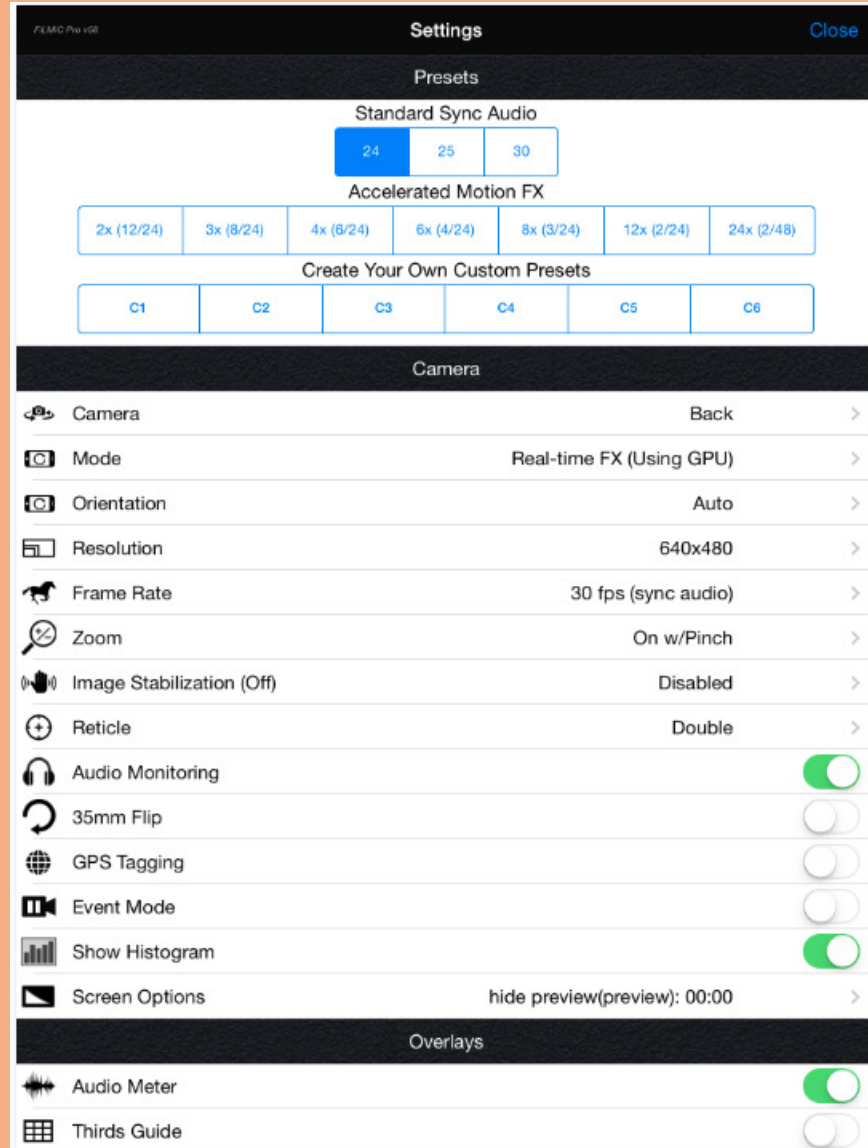 FiLMiC Pro v58 Settings Close
Presets
Standard Sync Audio
24 25 30
Accelerated Motion FX
2x (12/24) 3x (8/24) 4x (6/24) 6x (4/24) 8x (3/24) 12x (2/24) 24x (2/48)
Create Your Own Custom Presets
C1 C2 C3 C4 C5 C6
Camera
Camera Back
Mode Real-time FX (Using GPU)
Orientation Auto
Resolution 640x480
Frame Rate 30 fps (sync audio)
Zoom On w/Pinch
Image Stabilization (Off) Disabled
Reticle Double
Audio Monitoring
35mm Flip
GPS Tagging
Event Mode
Show Histogram
Screen Options hide preview(preview): 00:00
Overlays
Audio Meter
Thirds Guide